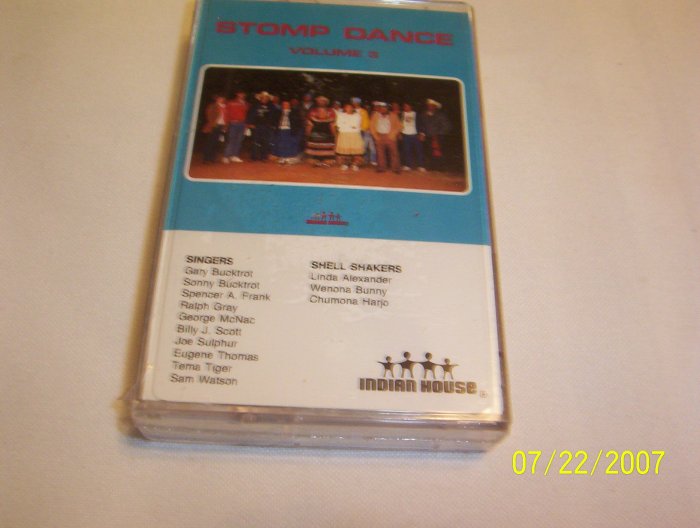 STOMP DANCE
VOLUME 3
INDIAN HOUSE
SINGERS
Gary Bucktrot
Sonny Bucktrot
Spencer A. Frank
Ralph Gray
George McNac
Billy J. Scott
Joe Sulphur
Eugene Thomas
Tema Tiger
Sam Watson
SHELL SHAKERS
Linda Alexander
Wenona Bunny
Chumona Harjo
INDIAN HOUSE®
07/22/2007